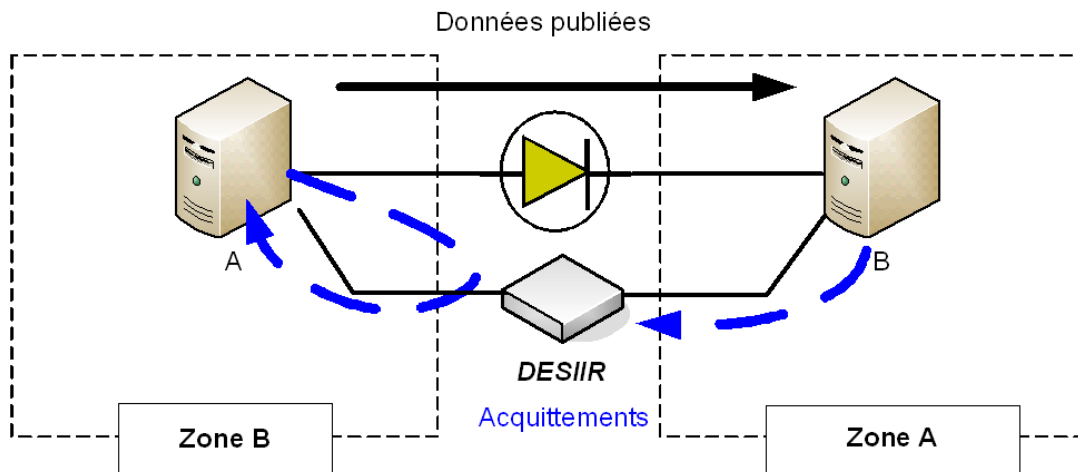 Données publiées
A
B
DESIIR
Acquittements
Zone B
Zone A